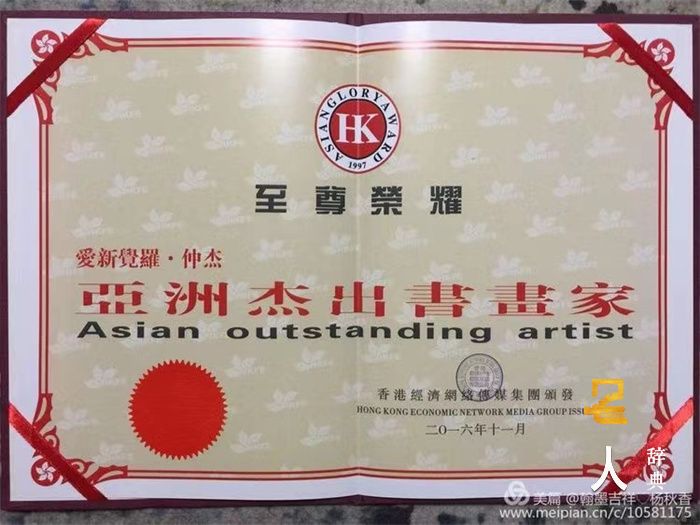 ASIAN GLORY AWARD
HK
1997
至尊榮耀
愛新覺羅·仲杰
亞洲杰出書畫家
Asian outstanding artist
香港經濟網絡傳媒集團頒發
HONG KONG ECONOMIC NETWORK MEDIA GROUP ISSU
二〇一六年十一月
人
辞典
美篇 @翰墨吉祥♡杨秋香
www.meipian.cn/c/10581175